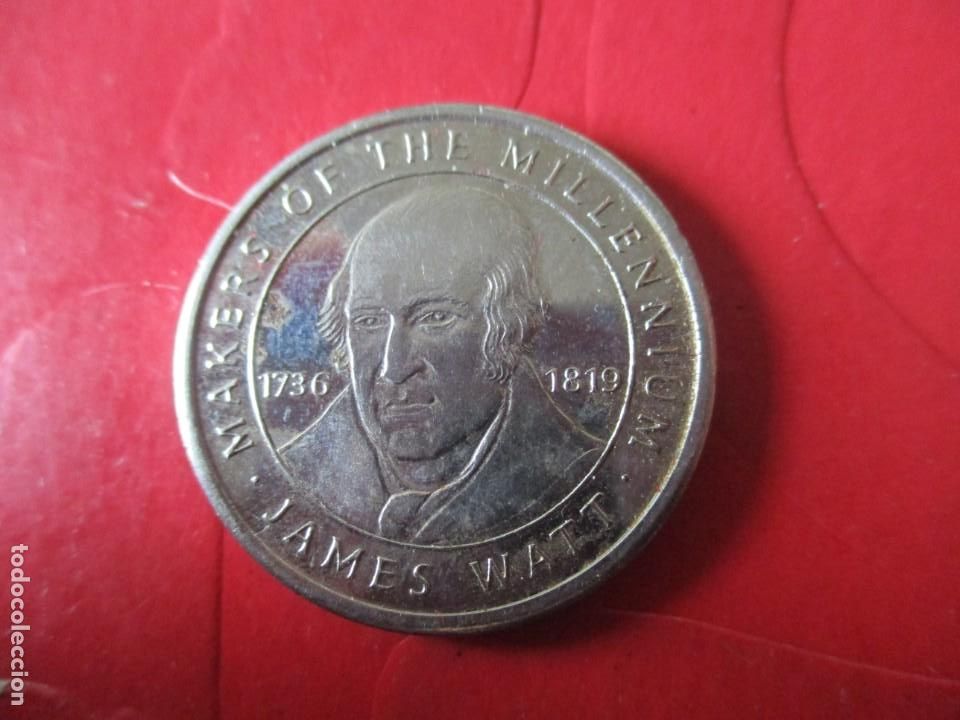 MAKERS OF THE MILLENNIUM
1736 1819
· JAMES WATT ·
todocoleccion